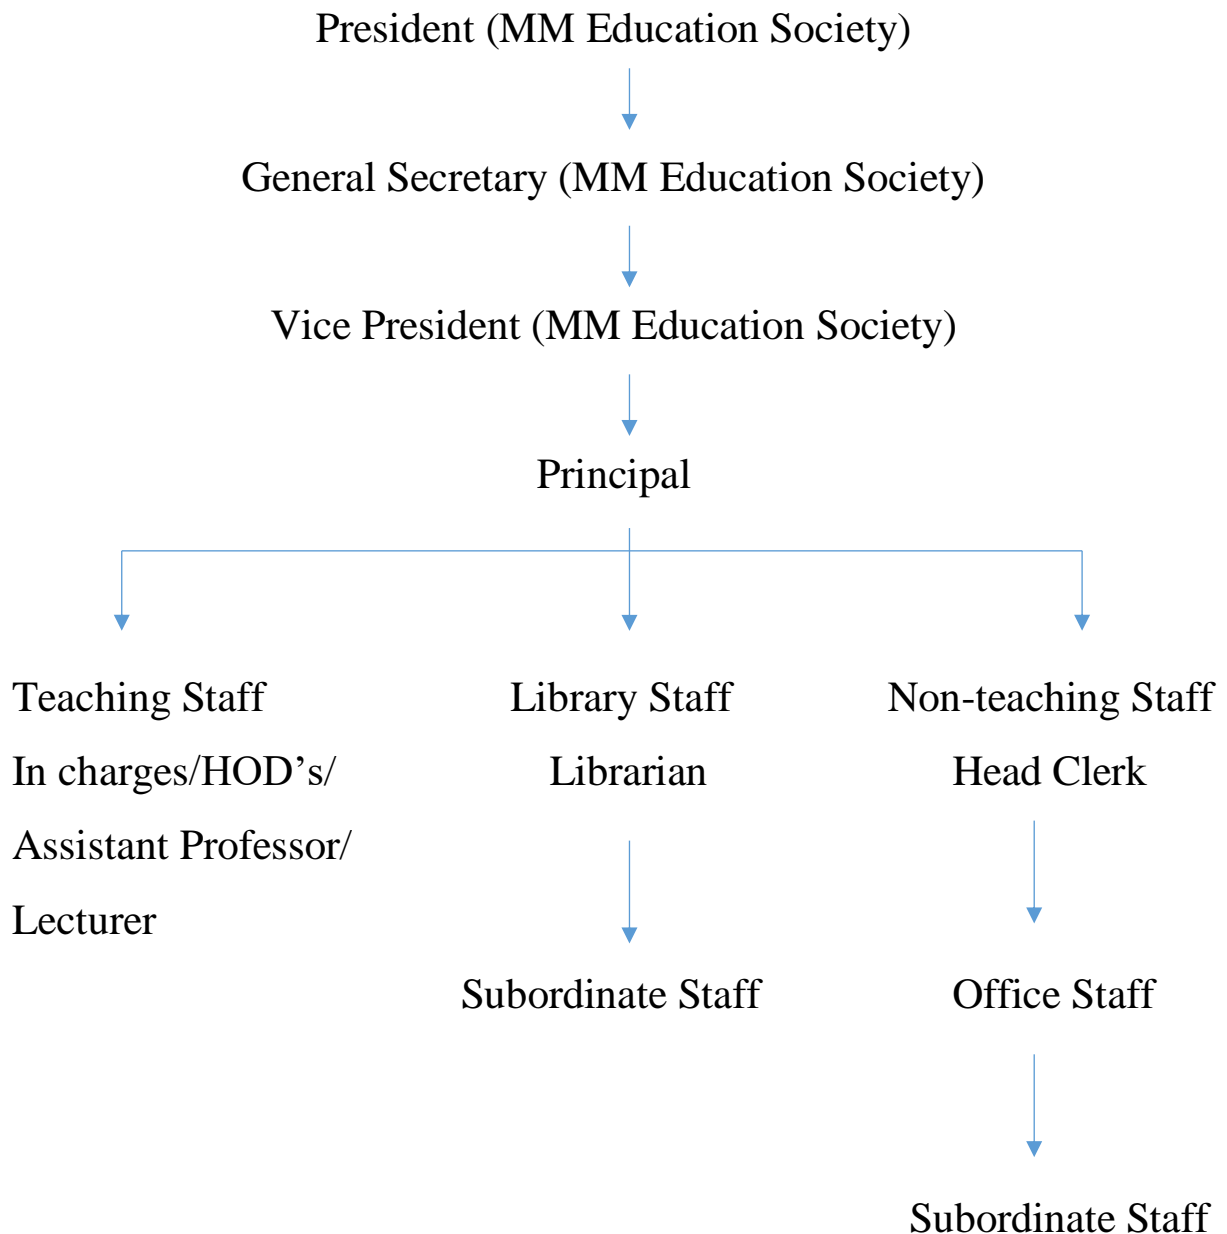 President (MM Education Society)
General Secretary (MM Education Society)
Vice President (MM Education Society)
Principal
Teaching Staff
In charges/HOD’s/
Assistant Professor/
Lecturer
Library Staff
Librarian
Subordinate Staff
Non-teaching Staff
Head Clerk
Office Staff
Subordinate Staff